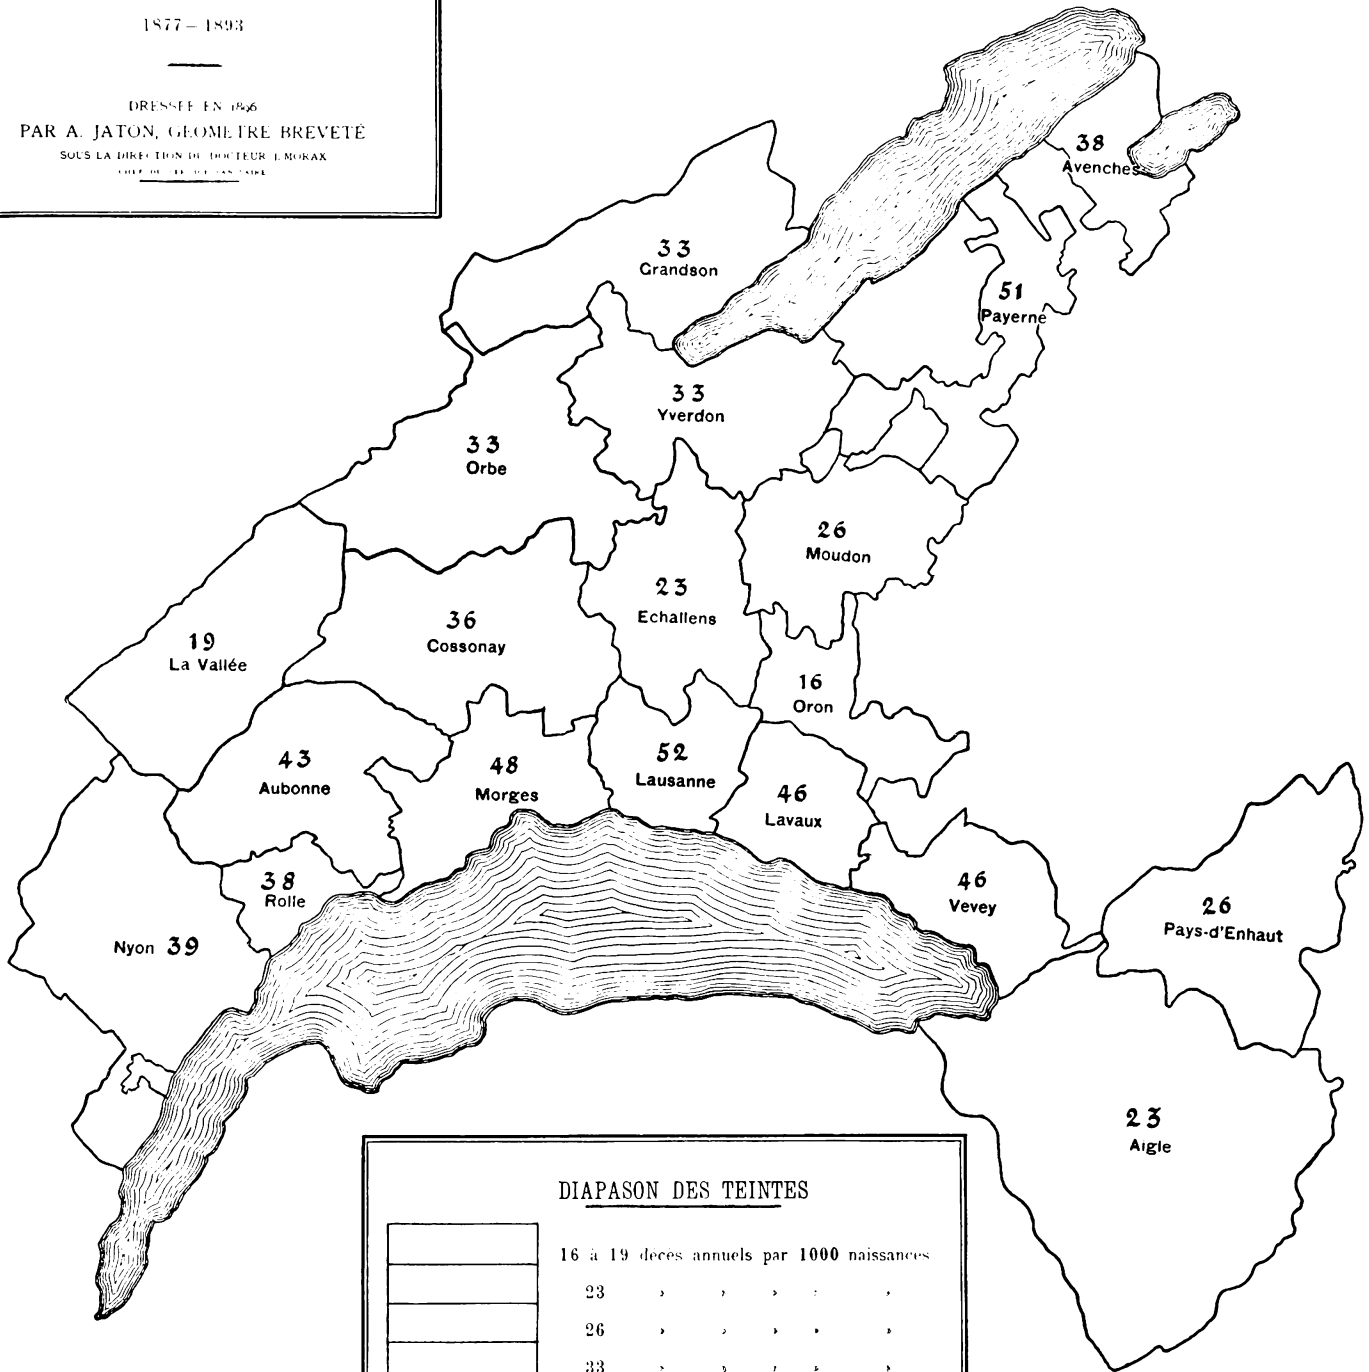 1877–1893
DRESSÉE EN 1896
PAR A. JATON, GÉOMÈTRE BREVETÉ
SOUS LA DIRECTION DU DOCTEUR J. MORAX
38
Avenches
33
Grandson
51
Payerne
33
Yverdon
33
Orbe
26
Moudon
23
Echallens
36
Cossonay
19
La Vallée
16
Oron
52
Lausanne
43
Aubonne
48
Morges
46
Lavaux
38
Rolle
46
Vevey
26
Pays-d'Enhaut
Nyon 39
23
Aigle
DIAPASON DES TEINTES
16 à 19 décès annuels par 1000 naissances
23 » » » » »
26 » » » » »
33 » » » » »